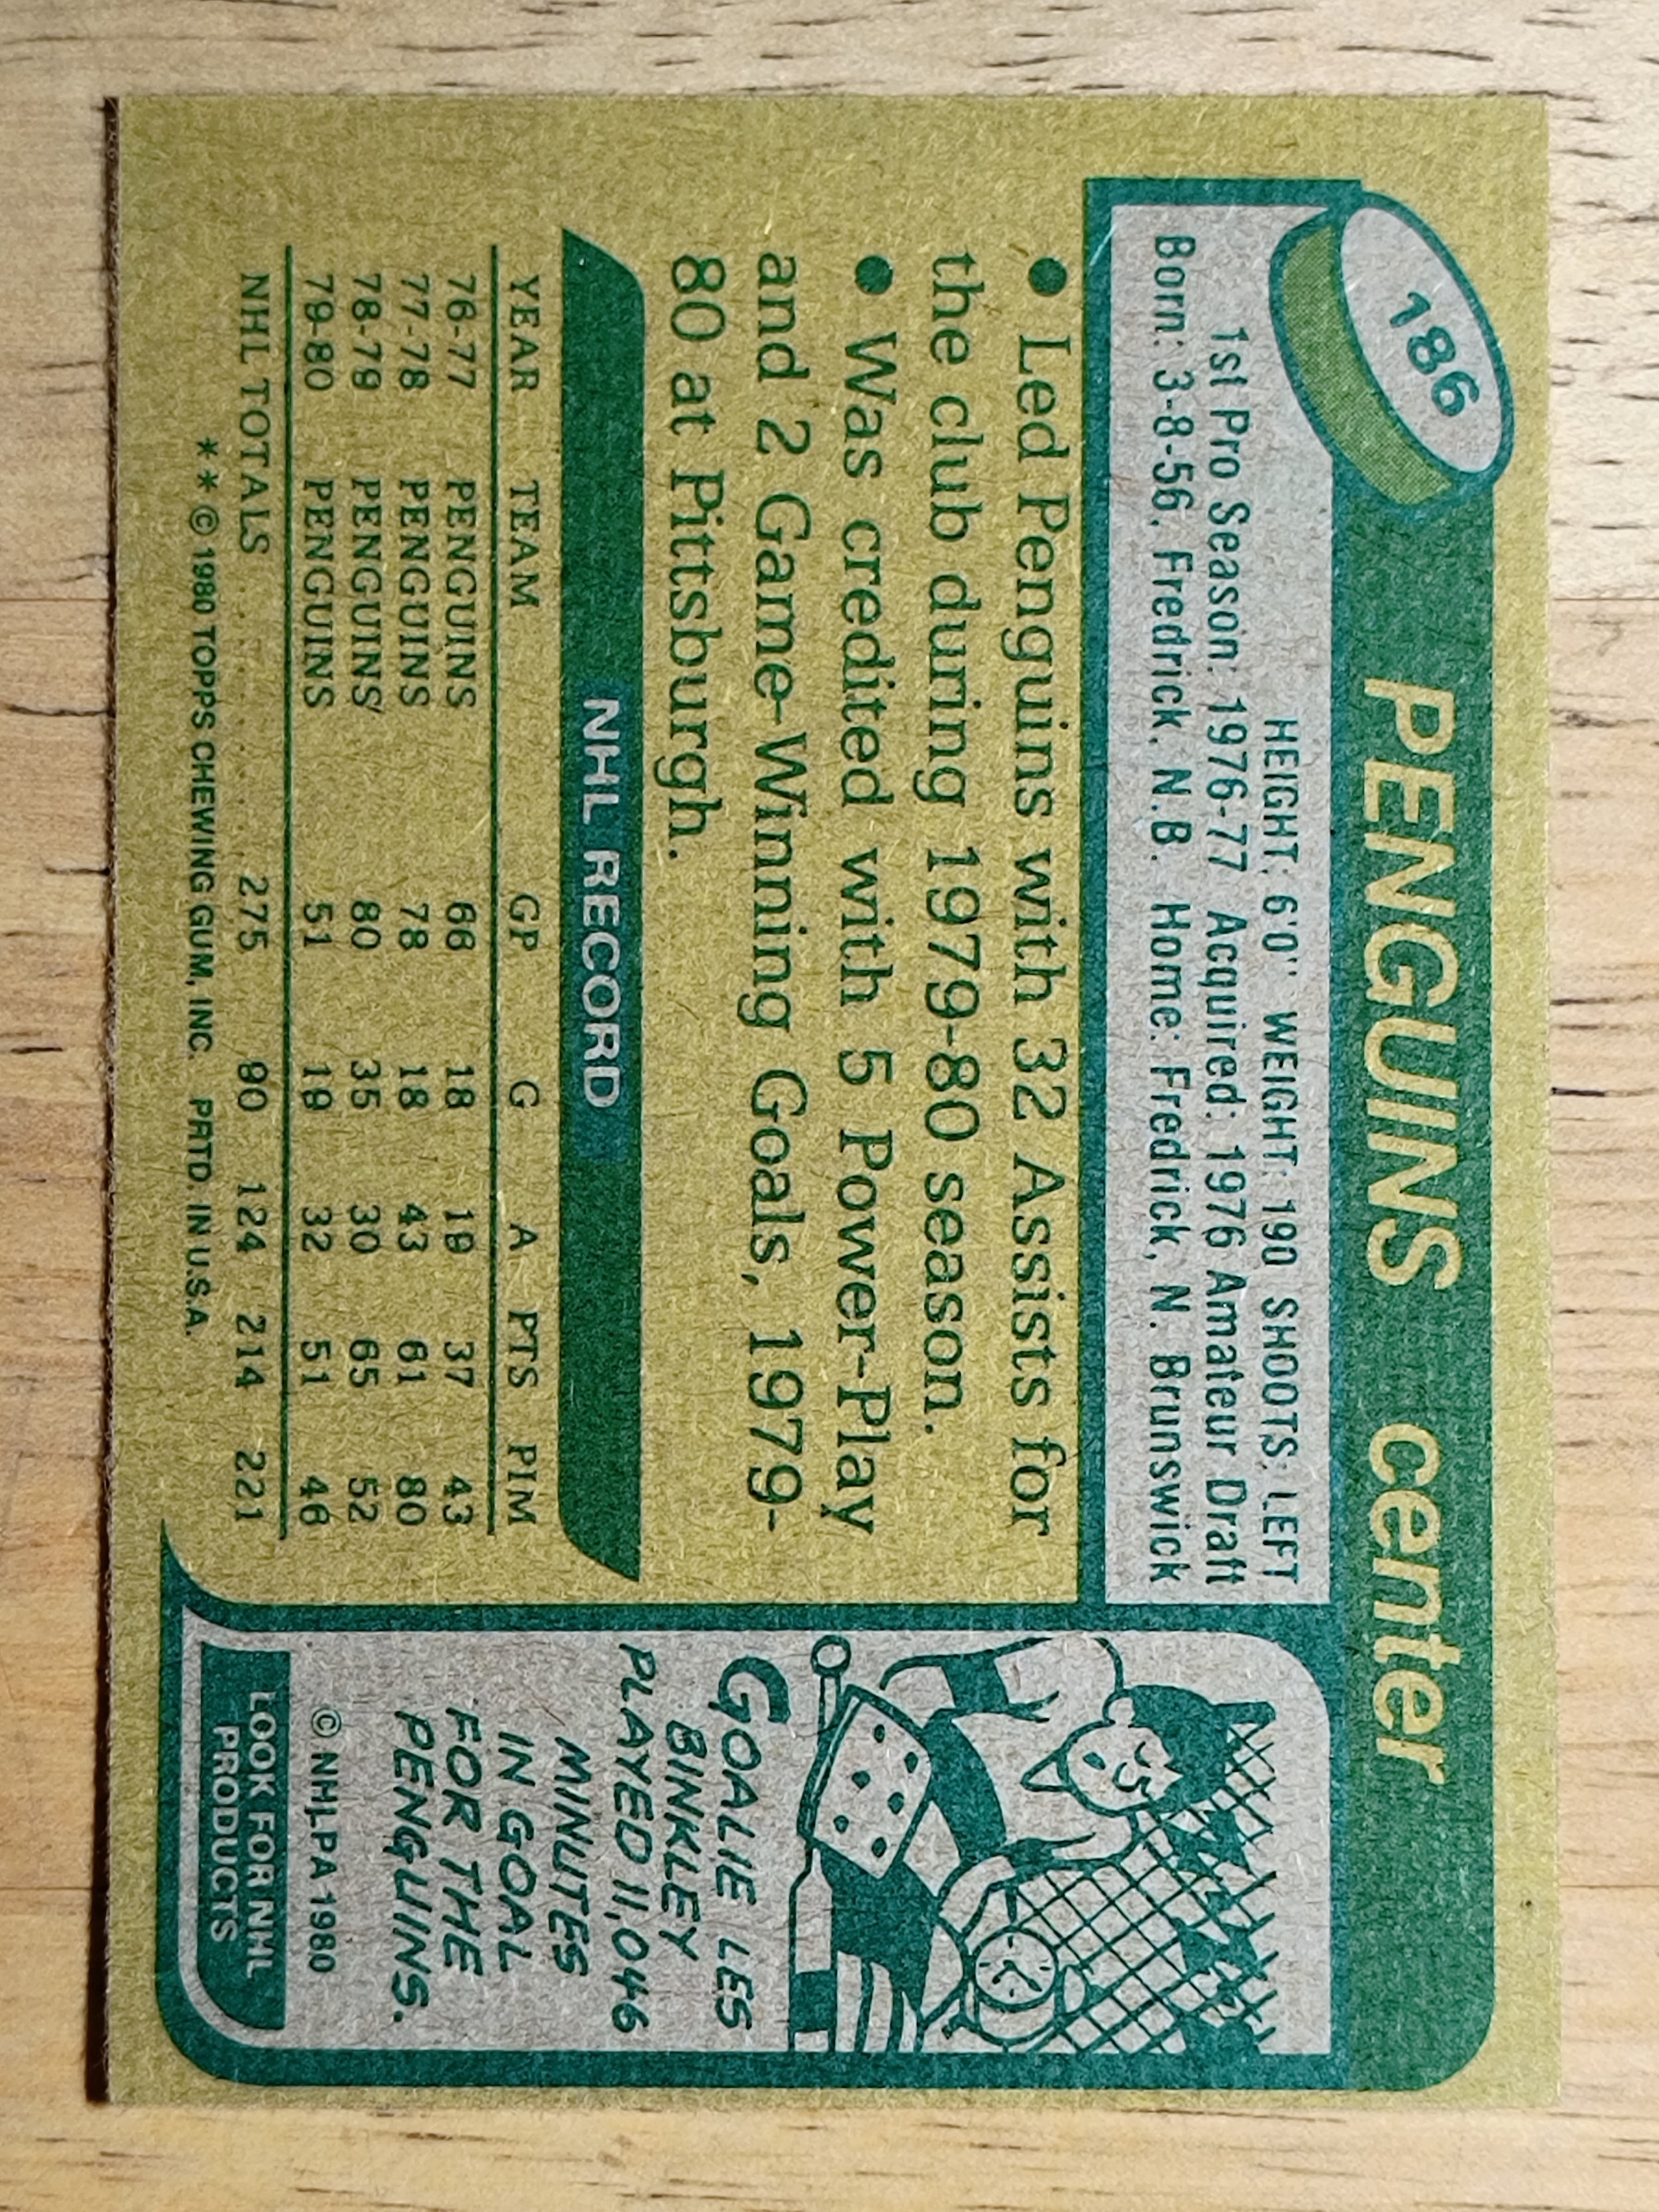 186
PENGUINS center
HEIGHT: 6'0" WEIGHT: 190 SHOOTS: LEFT
1st Pro Season: 1976-77 Acquired: 1976 Amateur Draft
Born: 3-8-56, Fredrick, N.B. Home: Fredrick, N. Brunswick
• Led Penguins with 32 Assists for
the club during 1979-80 season.
• Was credited with 5 Power-Play
and 2 Game-Winning Goals, 1979-
80 at Pittsburgh.
NHL RECORD
YEAR TEAM GP G A PTS PIM
76-77 PENGUINS 66 18 19 37 43
77-78 PENGUINS 78 18 43 61 80
78-79 PENGUINS 80 35 30 65 52
79-80 PENGUINS 51 19 32 51 46
NHL TOTALS ........ 275 90 124 214 221
** © 1980 TOPPS CHEWING GUM, INC. PRTD. IN U.S.A.
GOALIE LES
BINKLEY
PLAYED 11,046
MINUTES
IN GOAL
FOR THE
PENGUINS.
© NHLPA 1980
LOOK FOR NHL
PRODUCTS